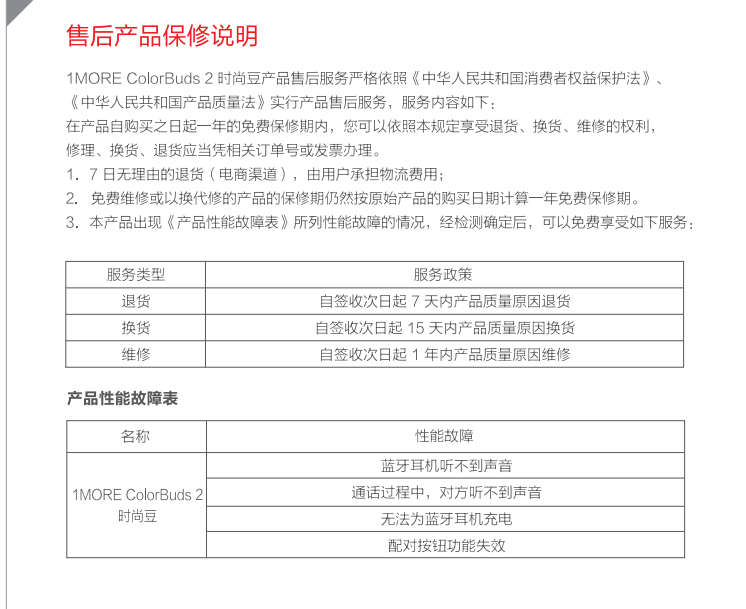 售后产品保修说明
1MORE ColorBuds 2 时尚豆产品售后服务严格依照《中华人民共和国消费者权益保护法》、
《中华人民共和国产品质量法》实行产品售后服务，服务内容如下：
在产品自购买之日起一年的免费保修期内，您可以依照本规定享受退货、换货、维修的权利，
修理、换货、退货应当凭相关订单号或发票办理。
1. 7 日无理由的退货（电商渠道），由用户承担物流费用；
2. 免费维修或以换代修的产品的保修期仍然按原始产品的购买日期计算一年免费保修期。
3. 本产品出现《产品性能故障表》所列性能故障的情况，经检测确定后，可以免费享受如下服务：
服务类型 服务政策
退货 自签收次日起 7 天内产品质量原因退货
换货 自签收次日起 15 天内产品质量原因换货
维修 自签收次日起 1 年内产品质量原因维修
产品性能故障表
名称 性能故障
1MORE ColorBuds 2
时尚豆
蓝牙耳机听不到声音
通话过程中，对方听不到声音
无法为蓝牙耳机充电
配对按钮功能失效